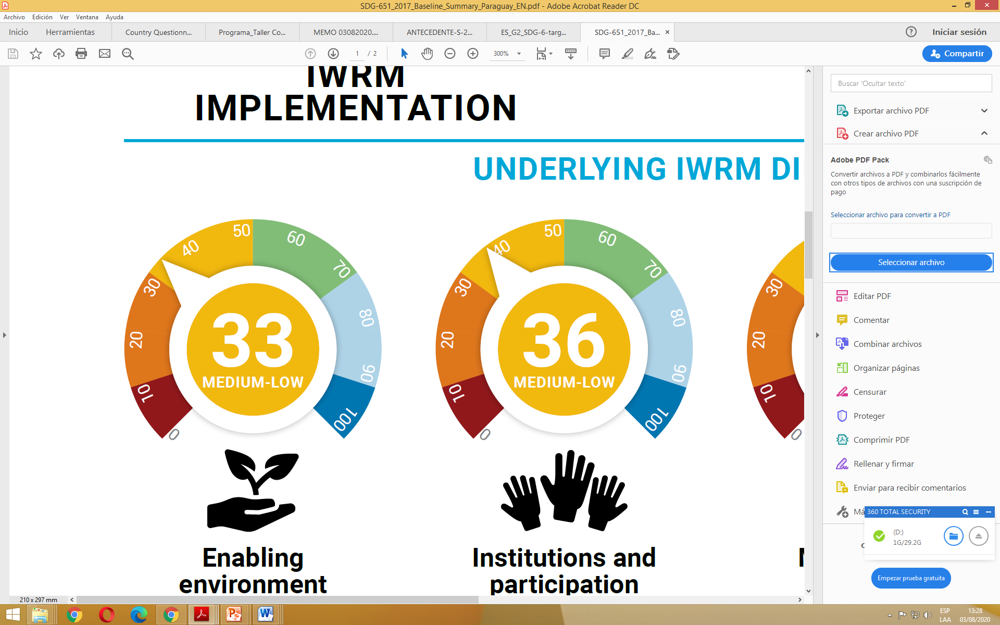 SDG-651_2017_Baseline_Summary_Paraguay_EN.pdf - Adobe Acrobat Reader DC
Archivo Edición Ver Ventana Ayuda
Inicio Herramientas Country Questionn... Programa_Taller Co... MEMO 03082020.... ANTECEDENTE-S-2... ES_G2_SDG-6-targ... SDG-651_2017_Ba... Iniciar sesión
1 / 2 300% Compartir
IWRM
IMPLEMENTATION
UNDERLYING IWRM DI
0 10 20 30 40 50 60 70 80 90 100
33
MEDIUM-LOW
Enabling
environment
0 10 20 30 40 50 60 70 80 90 100
36
MEDIUM-LOW
Institutions and
participation
0 10 20 30
210 x 297 mm
Buscar 'Ocultar texto'
Exportar archivo PDF
Crear archivo PDF
Adobe PDF Pack
Convertir archivos a PDF y combinarlos fácilmente
con otros tipos de archivos con una suscripción de
pago
Seleccionar archivo para convertir a PDF
Seleccionar archivo
Editar PDF
Comentar
Combinar archivos
Organizar páginas
Censurar
Proteger
Comprimir PDF
Rellenar y firmar
Enviar para recibir comentarios
Má
360 TOTAL SECURITY
(D:)
1G/29.2G
Empezar prueba gratuita
ESP
LAA
13:28
03/08/2020